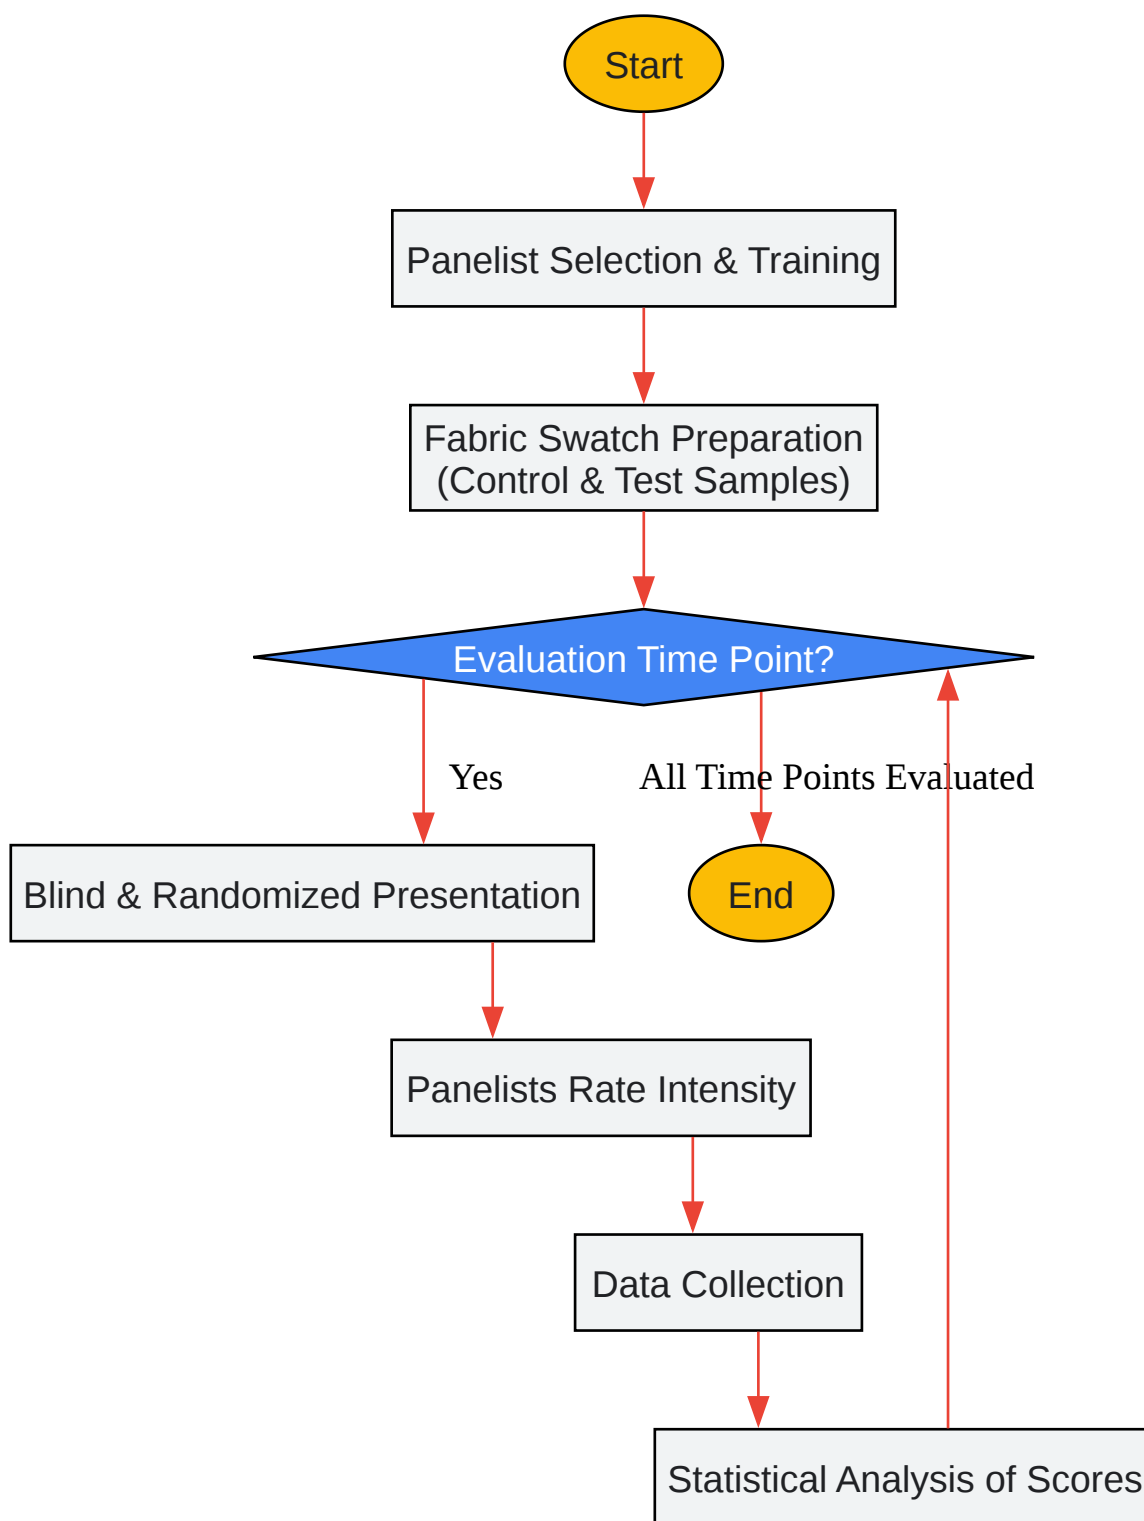 Start
Panelist Selection & Training
Fabric Swatch Preparation
(Control & Test Samples)
Evaluation Time Point?
Yes
All Time Points Evaluated
Blind & Randomized Presentation
End
Panelists Rate Intensity
Data Collection
Statistical Analysis of Scores